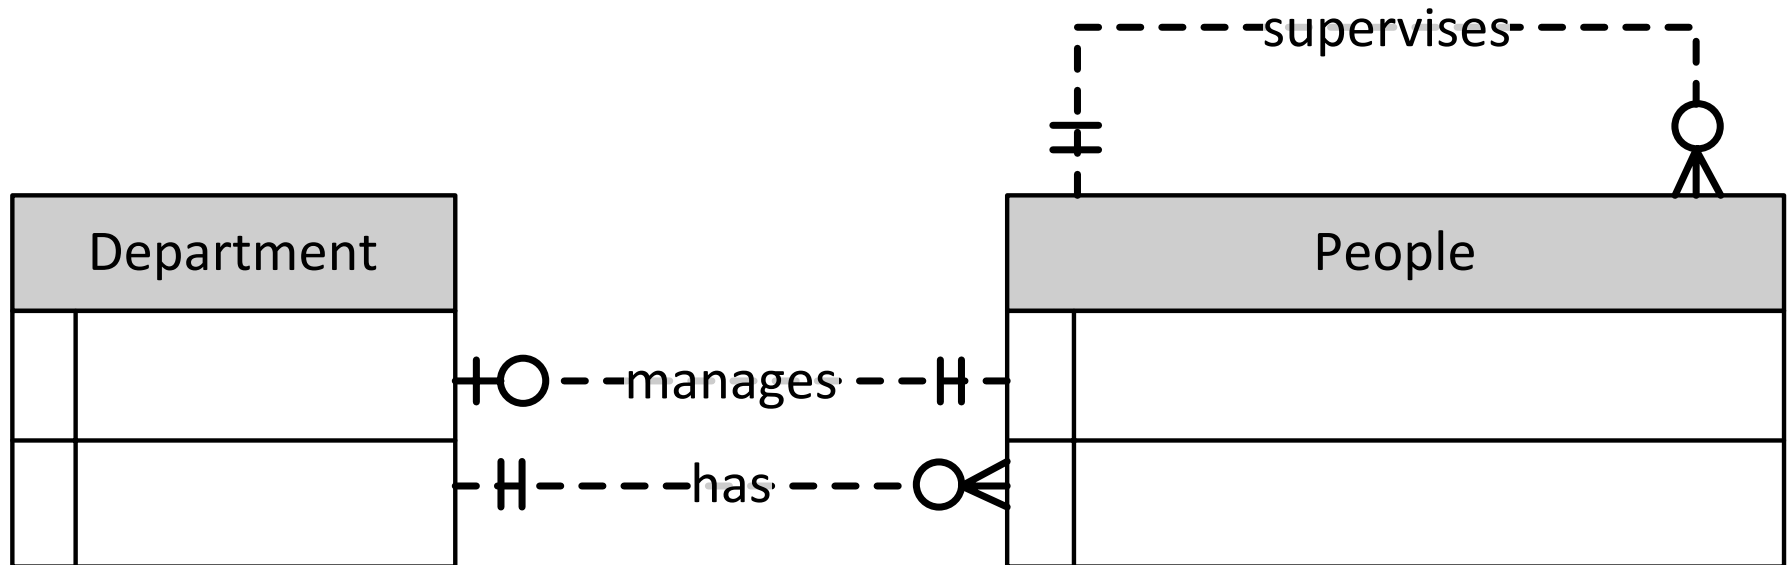 supervises
Department
People
manages
has